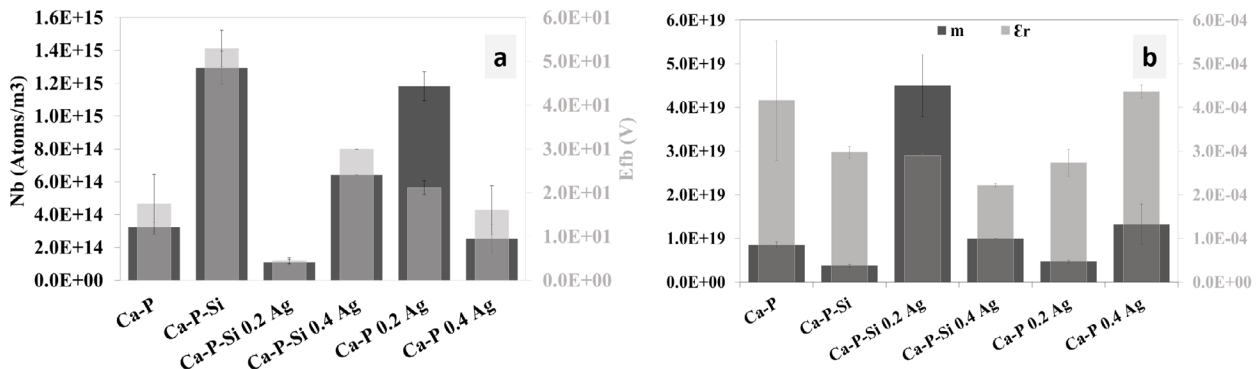 a
Nb (Atoms/m3)
1.6E+15
1.4E+15
1.2E+15
1.0E+15
8.0E+14
6.0E+14
4.0E+14
2.0E+14
0.0E+00
6.0E+01
5.0E+01
4.0E+01
3.0E+01
2.0E+01
1.0E+01
0.0E+00
Efb (V)
Ca-P
Ca-P-Si
Ca-P-Si 0.2 Ag
Ca-P-Si 0.4 Ag
Ca-P 0.2 Ag
Ca-P 0.4 Ag
b
m
Ɛr
6.0E+19
5.0E+19
4.0E+19
3.0E+19
2.0E+19
1.0E+19
0.0E+00
6.0E-04
5.0E-04
4.0E-04
3.0E-04
2.0E-04
1.0E-04
0.0E+00
Ca-P
Ca-P-Si
Ca-P-Si 0.2 Ag
Ca-P-Si 0.4 Ag
Ca-P 0.2 Ag
Ca-P 0.4 Ag